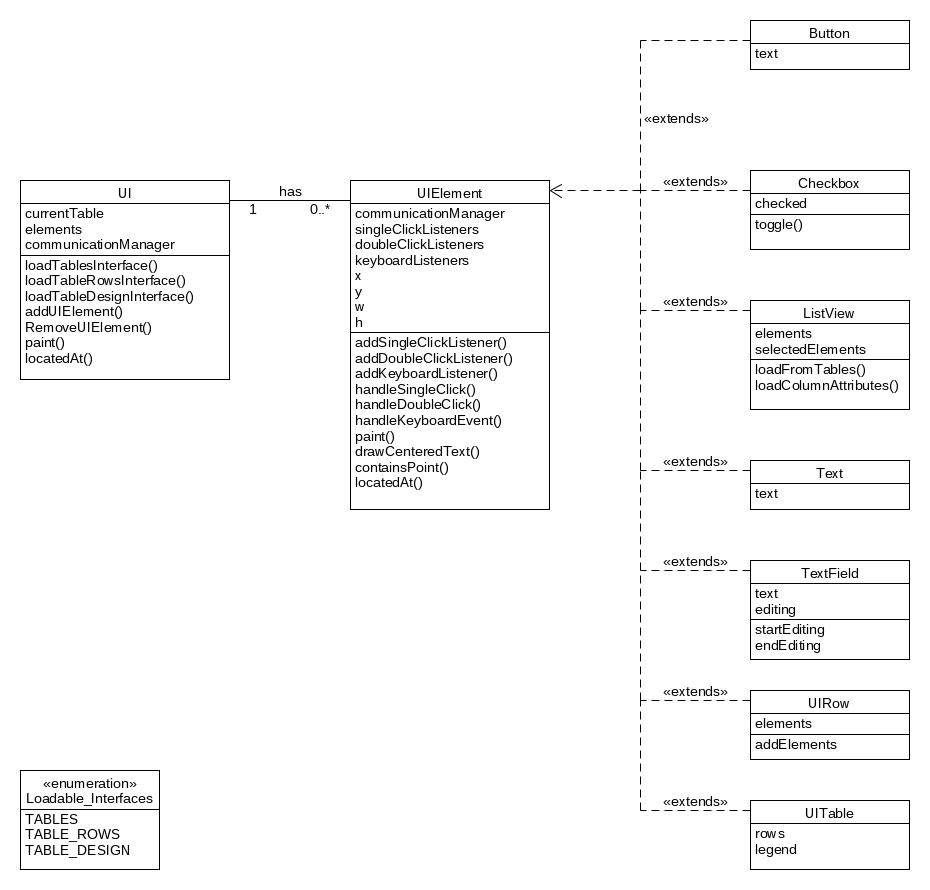 Button
text
«extends»
UI
currentTable
elements
communicationManager
loadTablesInterface()
loadTableRowsInterface()
loadTableDesignInterface()
addUIElement()
RemoveUIElement()
paint()
locatedAt()
has
1
0..*
UIElement
communicationManager
singleClickListeners
doubleClickListeners
keyboardListeners
x
y
w
h
addSingleClickListener()
addDoubleClickListener()
addKeyboardListener()
handleSingleClick()
handleDoubleClick()
handleKeyboardEvent()
paint()
drawCenteredText()
containsPoint()
locatedAt()
«extends»
Checkbox
checked
toggle()
«extends»
ListView
elements
selectedElements
loadFromTables()
loadColumnAttributes()
«extends»
Text
text
«extends»
TextField
text
editing
startEditing
endEditing
«extends»
UIRow
elements
addElements
«extends»
UITable
rows
legend
«enumeration»
Loadable_Interfaces
TABLES
TABLE_ROWS
TABLE_DESIGN